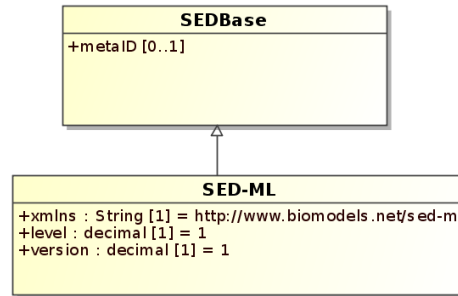 SEDBase
+metaID [0..1]
SED-ML
+xmlns : String [1] = http://www.biomodels.net/sed-m
+level : decimal [1] = 1
+version : decimal [1] = 1